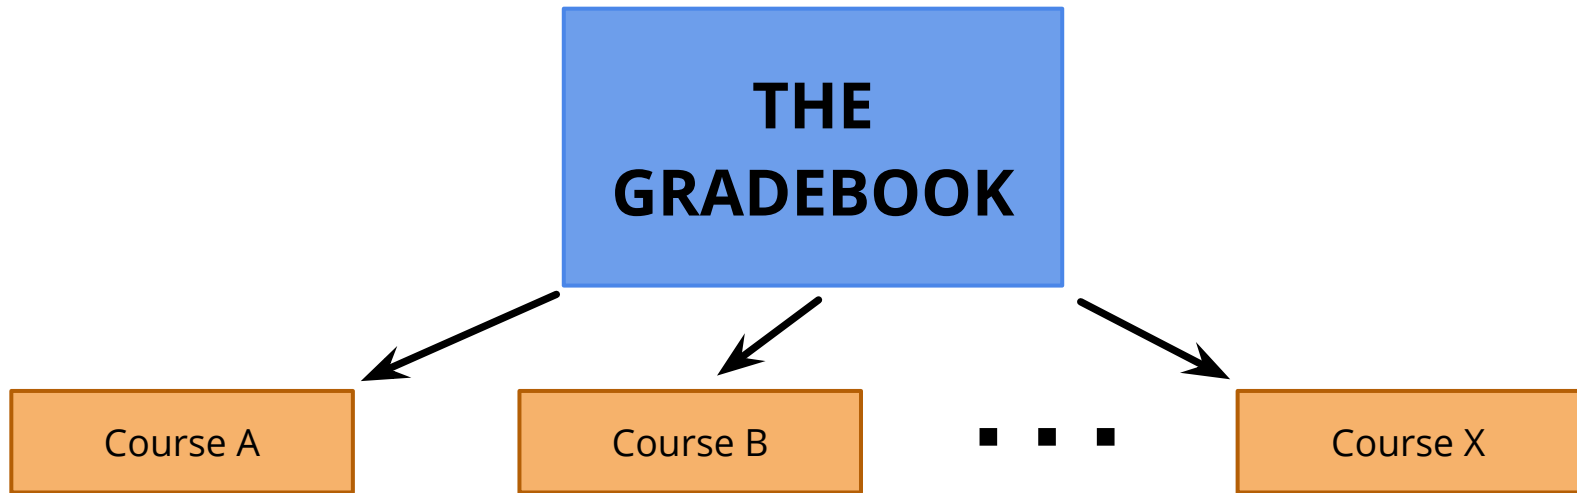 THE
GRADEBOOK
Course A
Course B
. . .
Course X